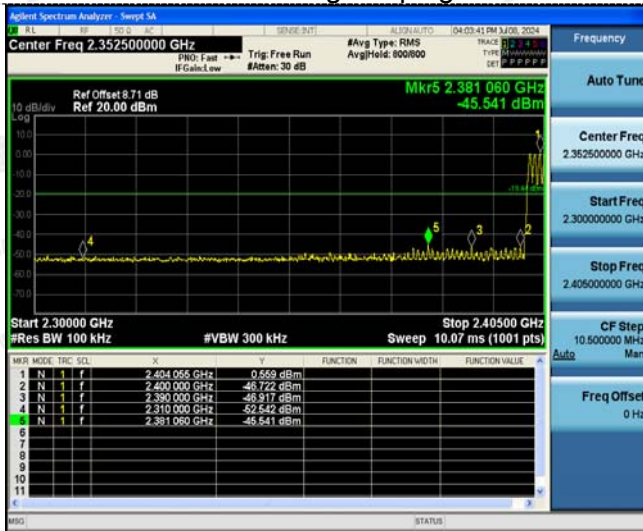 Agilent Spectrum Analyzer - Swept SA
RL RF 50 Ω AC SENSE:INT ALIGNAUTO 04:03:41 PM Jul 08, 2024
Center Freq 2.352500000 GHz
PNO: Fast Trig: Free Run #Avg Type: RMS TRACE 1 2 3 4 5 6
IFGain:Low #Atten: 30 dB Avg|Hold: 800/800 TYPE
DET P P P P P P
Ref Offset 8.71 dB Mkr5 2.381 060 GHz
10 dB/div Ref 20.00 dBm -45.541 dBm
Log
10.0
0.00
-10.0
-20.0
-30.0
-40.0
-50.0
-60.0
-70.0
1
4
5
3
2
Start 2.30000 GHz Stop 2.40500 GHz
#Res BW 100 kHz #VBW 300 kHz Sweep 10.07 ms (1001 pts)
MKR MODE TRC SCL X Y FUNCTION FUNCTION WIDTH FUNCTION VALUE
1 N 1 f 2.404 055 GHz 0.559 dBm
2 N 1 f 2.400 000 GHz -46.722 dBm
3 N 1 f 2.390 000 GHz -46.917 dBm
4 N 1 f 2.310 000 GHz -52.542 dBm
5 N 1 f 2.381 060 GHz -45.541 dBm
6
7
8
9
10
11
MSG STATUS
Frequency
Auto Tune
Center Freq
2.352500000 GHz
Start Freq
2.300000000 GHz
Stop Freq
2.405000000 GHz
CF Step
10.500000 MHz
Auto Man
Freq Offset
0 Hz